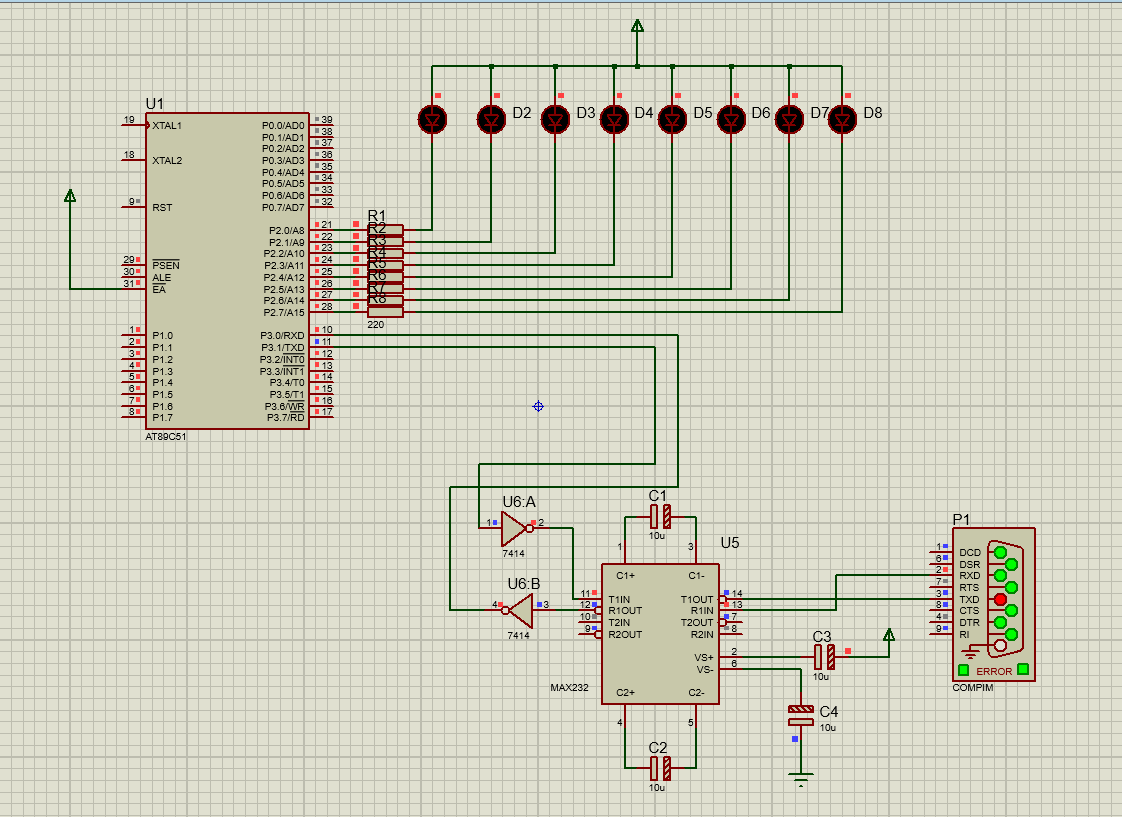 U1
19 XTAL1
18 XTAL2
9 RST
29 PSEN
30 ALE
31 EA
1 P1.0
2 P1.1
3 P1.2
4 P1.3
5 P1.4
6 P1.5
7 P1.6
8 P1.7
P0.0/AD0 39
P0.1/AD1 38
P0.2/AD2 37
P0.3/AD3 36
P0.4/AD4 35
P0.5/AD5 34
P0.6/AD6 33
P0.7/AD7 32
P2.0/A8 21
P2.1/A9 22
P2.2/A10 23
P2.3/A11 24
P2.4/A12 25
P2.5/A13 26
P2.6/A14 27
P2.7/A15 28
P3.0/RXD 10
P3.1/TXD 11
P3.2/INT0 12
P3.3/INT1 13
P3.4/T0 14
P3.5/T1 15
P3.6/WR 16
P3.7/RD 17
AT89C51
R1
R2
R3
R4
R5
R6
R7
R8
220
D2
D3
D4
D5
D6
D7
D8
U6:A
1 2
7414
U6:B
4 3
7414
C1
10u
U5
1 3
C1+ C1-
11 T1IN
12 R1OUT
10 T2IN
9 R2OUT
T1OUT 14
R1IN 13
T2OUT 7
R2IN 8
VS+ 2
VS- 6
C2+ C2-
4 5
MAX232
C2
10u
C3
10u
C4
10u
P1
1 DCD
6 DSR
2 RXD
7 RTS
3 TXD
8 CTS
4 DTR
9 RI
ERROR
COMPIM